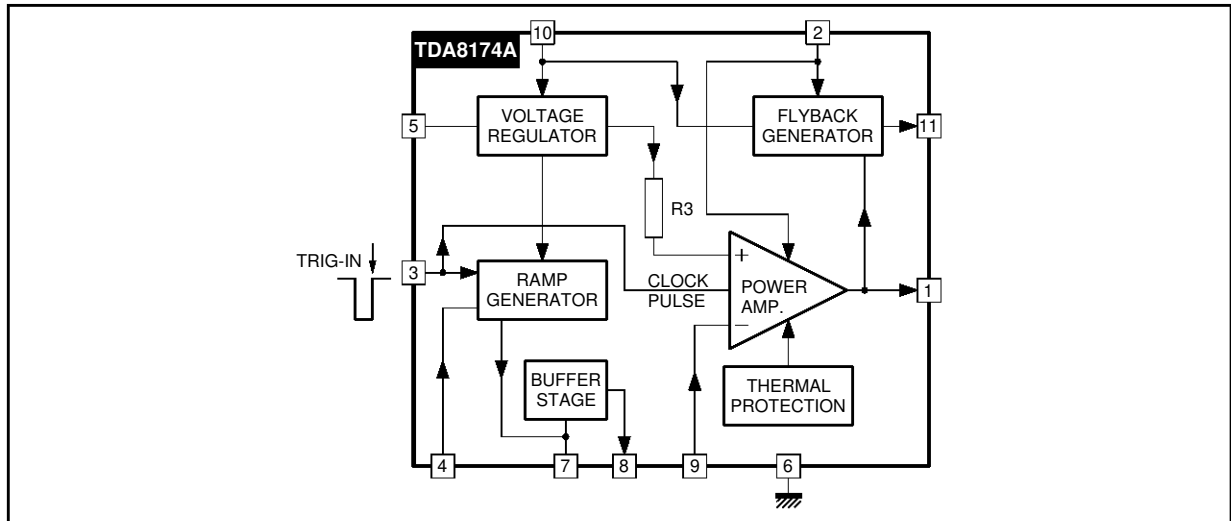 TDA8174A
10
2
5
VOLTAGE
REGULATOR
FLYBACK
GENERATOR
11
R3
TRIG-IN
3
RAMP
GENERATOR
CLOCK
PULSE
+
POWER
AMP.
−
1
BUFFER
STAGE
THERMAL
PROTECTION
4
7
8
9
6